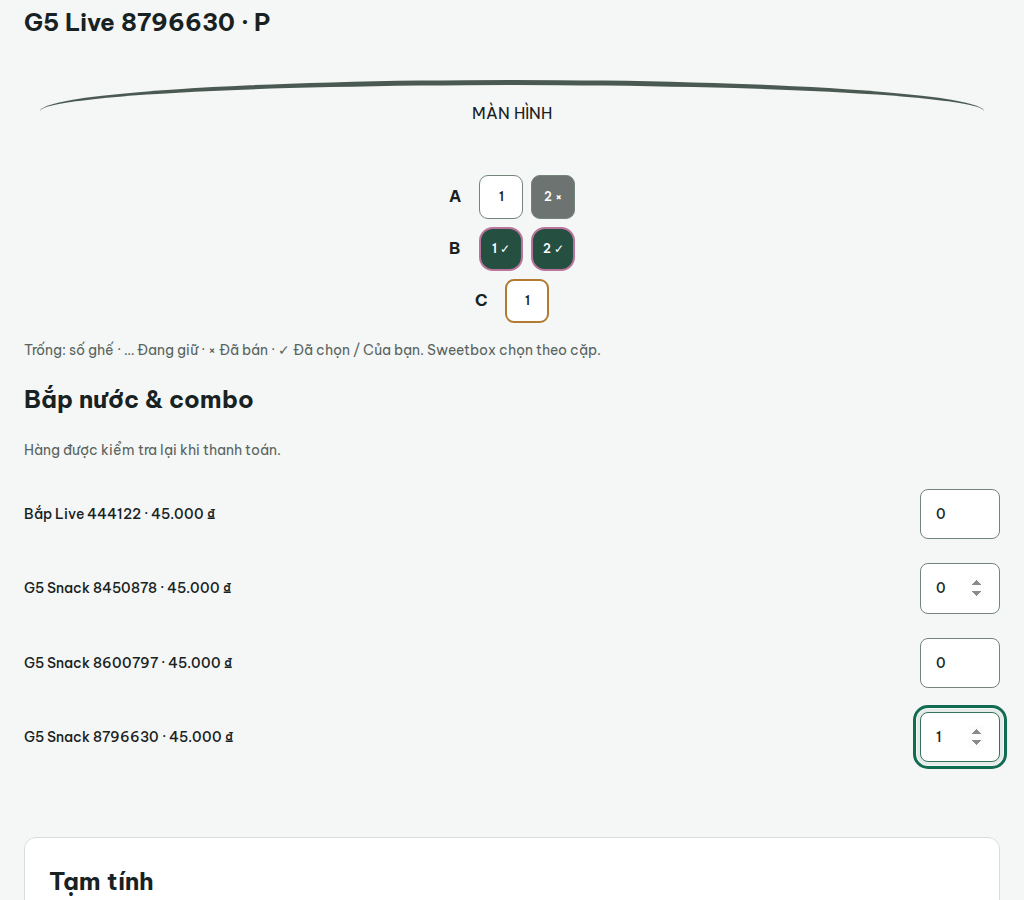 G5 Live 8796630 · P
MÀN HÌNH
A 1 2 ×
B 1 ✓ 2 ✓
C 1
Trống: số ghế · … Đang giữ · × Đã bán · ✓ Đã chọn / Của bạn. Sweetbox chọn theo cặp.
Bắp nước & combo
Hàng được kiểm tra lại khi thanh toán.
Bắp Live 444122 · 45.000 ₫ 0
G5 Snack 8450878 · 45.000 ₫ 0
G5 Snack 8600797 · 45.000 ₫ 0
G5 Snack 8796630 · 45.000 ₫ 1
Tạm tính